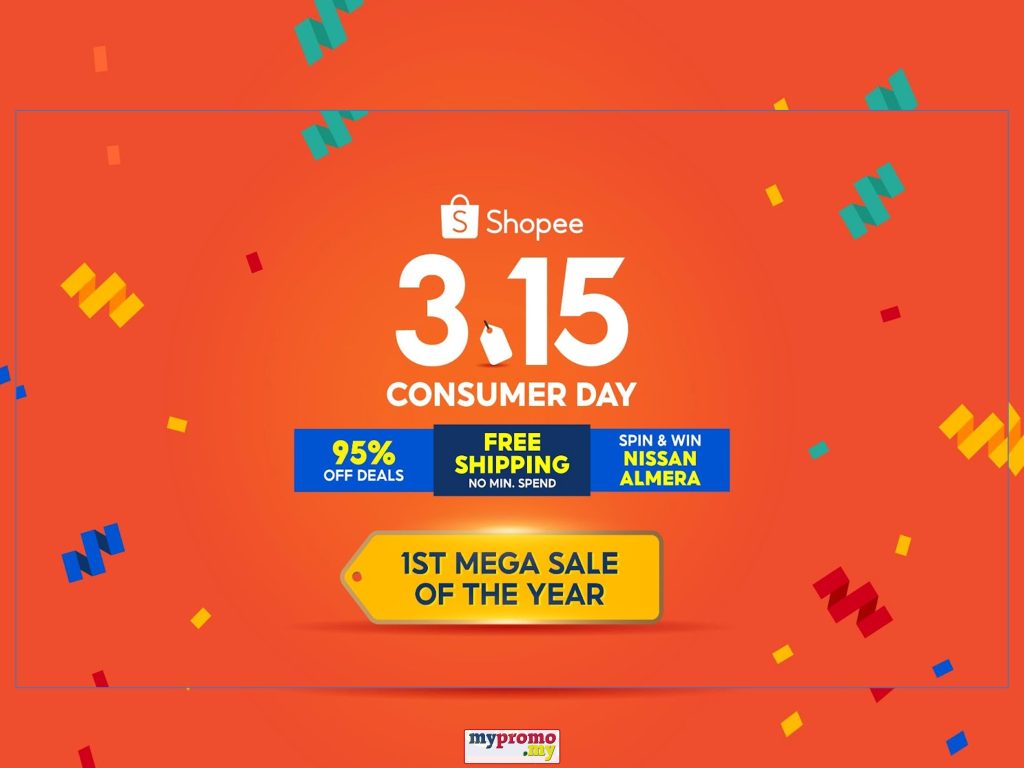 S Shopee
3.15
CONSUMER DAY
95%
OFF DEALS
FREE
SHIPPING
NO MIN. SPEND
SPIN & WIN
NISSAN
ALMERA
1ST MEGA SALE
OF THE YEAR
mypromo
.my